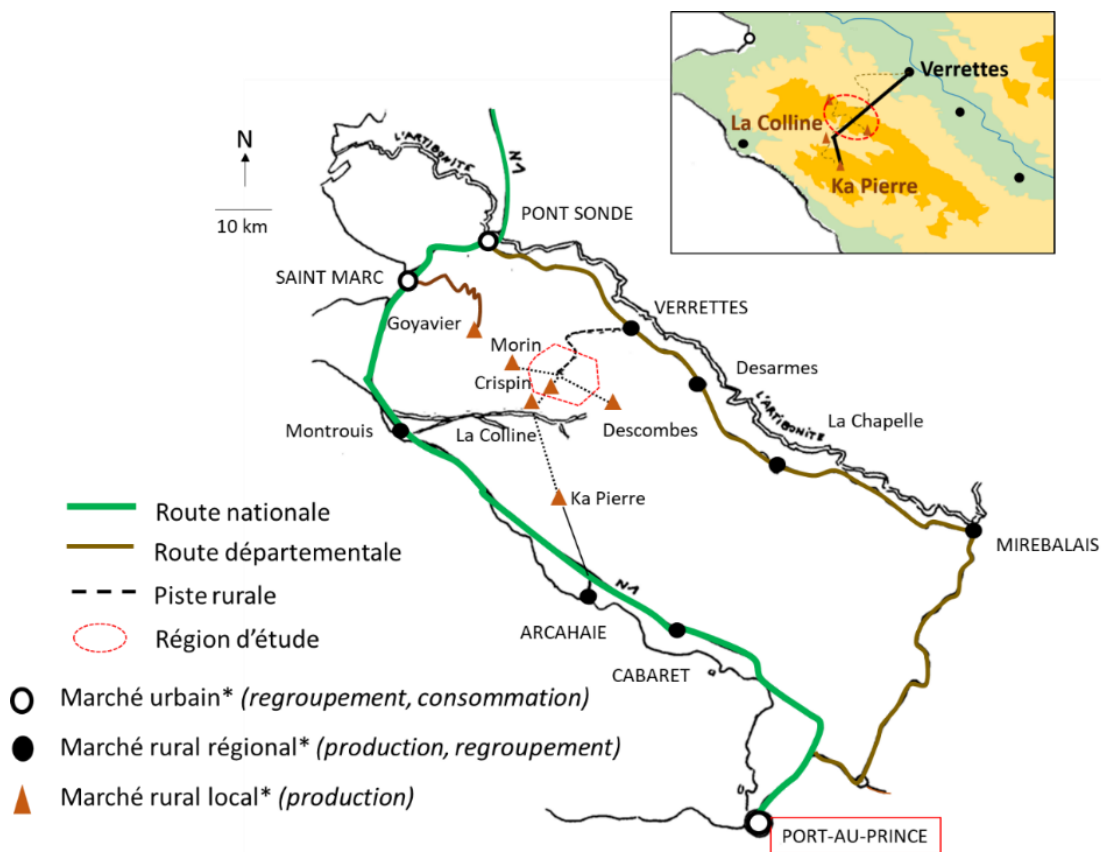 Verrettes
La Colline
Ka Pierre
N
10 km
L'ARTIBONITE
N1
PONT SONDE
SAINT MARC
Goyavier
VERRETTES
Morin
Crispin
Desarmes
L'ARTIBONITE
La Chapelle
Montrouis
La Colline
Descombes
Ka Pierre
MIREBALAIS
N1
ARCAHAIE
CABARET
PORT-AU-PRINCE
Route nationale
Route départementale
Piste rurale
Région d'étude
Marché urbain* (regroupement, consommation)
Marché rural régional* (production, regroupement)
Marché rural local* (production)